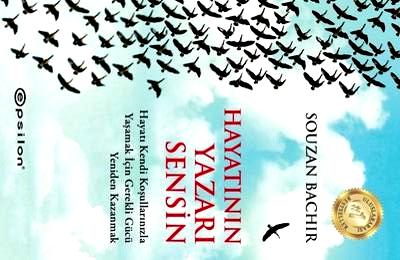 SOUZAN BACHIR
HAYATININ
YAZARI
SENSİN
Hayatı Kendi Koşullarınızla
Yaşamak İçin Gerekli Gücü
Yeniden Kazanmak
epsilon®